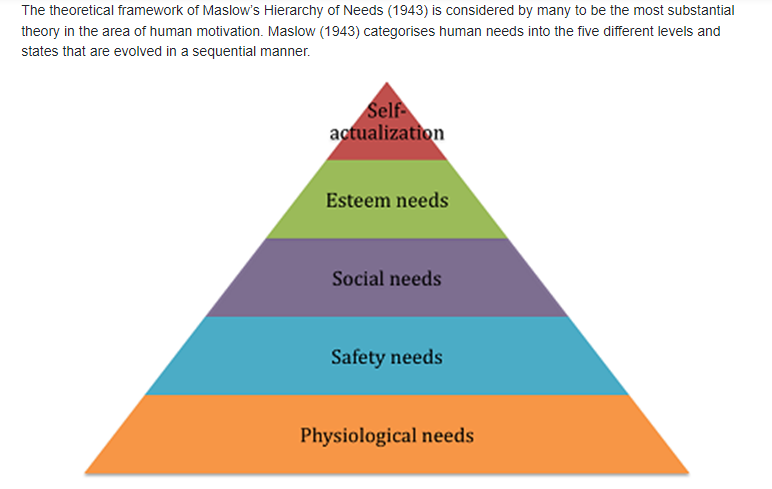 The theoretical framework of Maslow's Hierarchy of Needs (1943) is considered by many to be the most substantial
theory in the area of human motivation. Maslow (1943) categorises human needs into the five different levels and
states that are evolved in a sequential manner.
Self-
actualization
Esteem needs
Social needs
Safety needs
Physiological needs